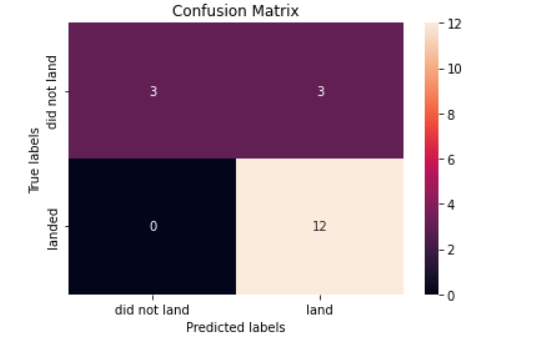 Confusion Matrix
True labels
did not land
landed
3 3
0 12
did not land land
Predicted labels
12
10
8
6
4
2
0